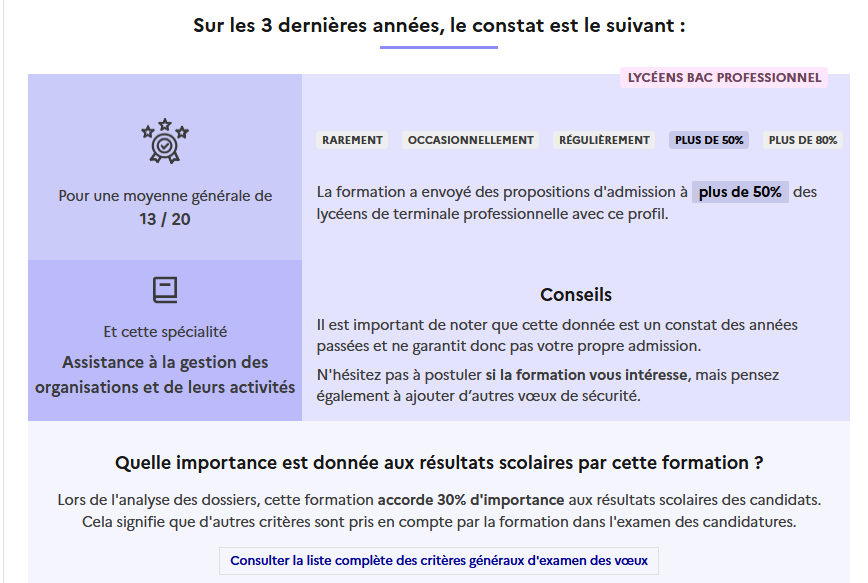 Sur les 3 dernières années, le constat est le suivant :
LYCÉENS BAC PROFESSIONNEL
Pour une moyenne générale de
13 / 20
RAREMENT OCCASIONNELLEMENT RÉGULIÈREMENT PLUS DE 50% PLUS DE 80%
La formation a envoyé des propositions d'admission à plus de 50% des
lycéens de terminale professionnelle avec ce profil.
Et cette spécialité
Assistance à la gestion des
organisations et de leurs activités
Conseils
Il est important de noter que cette donnée est un constat des années
passées et ne garantit donc pas votre propre admission.
N'hésitez pas à postuler si la formation vous intéresse, mais pensez
également à ajouter d’autres vœux de sécurité.
Quelle importance est donnée aux résultats scolaires par cette formation ?
Lors de l'analyse des dossiers, cette formation accorde 30% d'importance aux résultats scolaires des candidats.
Cela signifie que d'autres critères sont pris en compte par la formation dans l'examen des candidatures.
Consulter la liste complète des critères généraux d'examen des vœux